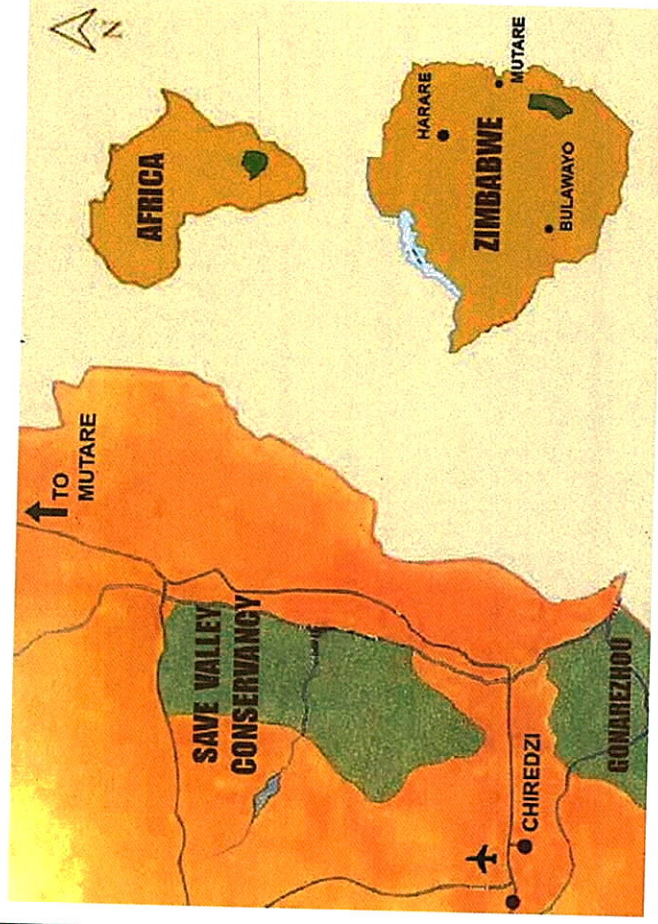 N
AFRICA
HARARE
MUTARE
ZIMBABWE
BULAWAYO
TO
MUTARE
SAVE VALLEY
CONSERVANCY
GONAREZHOU
CHIREDZI